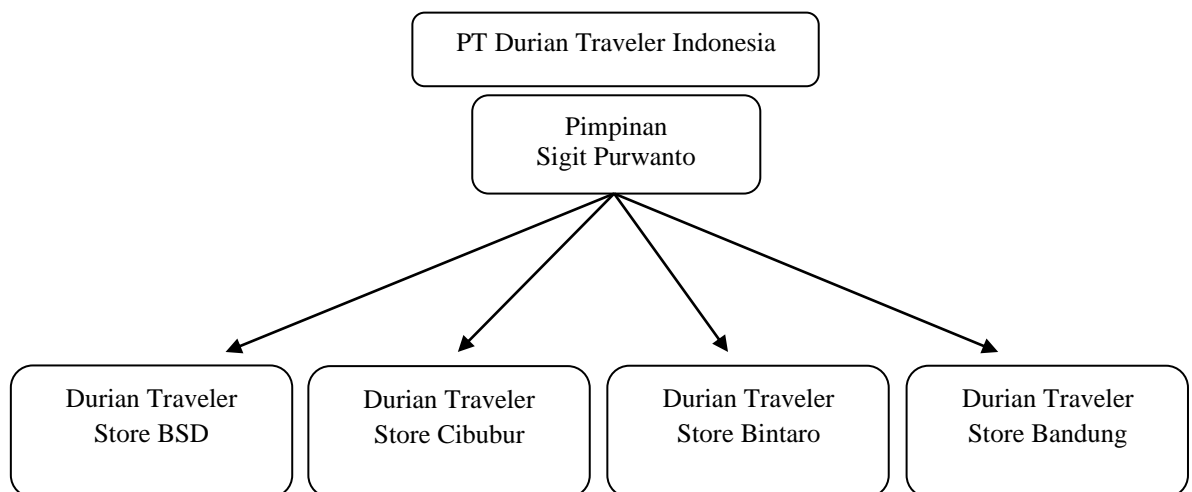 PT Durian Traveler Indonesia
Pimpinan
Sigit Purwanto
Durian Traveler
Store BSD
Durian Traveler
Store Cibubur
Durian Traveler
Store Bintaro
Durian Traveler
Store Bandung